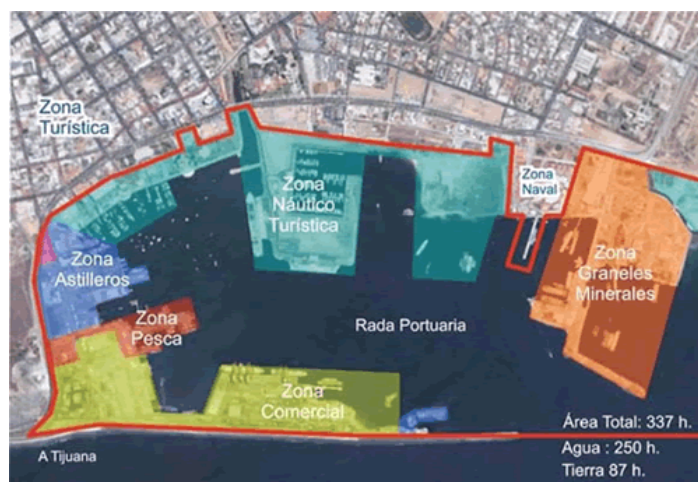 Zona
Turística
Zona
Naval
Zona
Náutico
Turística
Zona
Astilleros
Zona
Graneles
Minerales
Zona
Pesca
Rada Portuaria
Zona
Comercial
Área Total: 337 h.
A Tijuana
Agua : 250 h.
Tierra 87 h.